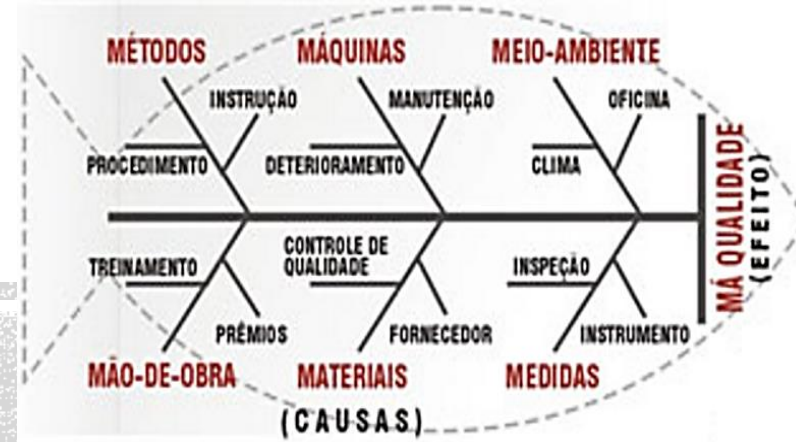 MÉTODOS
MÁQUINAS
MEIO-AMBIENTE
INSTRUÇÃO
MANUTENÇÃO
OFICINA
PROCEDIMENTO
DETERIORAMENTO
CLIMA
MÁ QUALIDADE
(EFEITO)
TREINAMENTO
CONTROLE DE
QUALIDADE
INSPEÇÃO
PRÊMIOS
FORNECEDOR
INSTRUMENTO
MÃO-DE-OBRA
MATERIAIS
MEDIDAS
(CAUSAS)